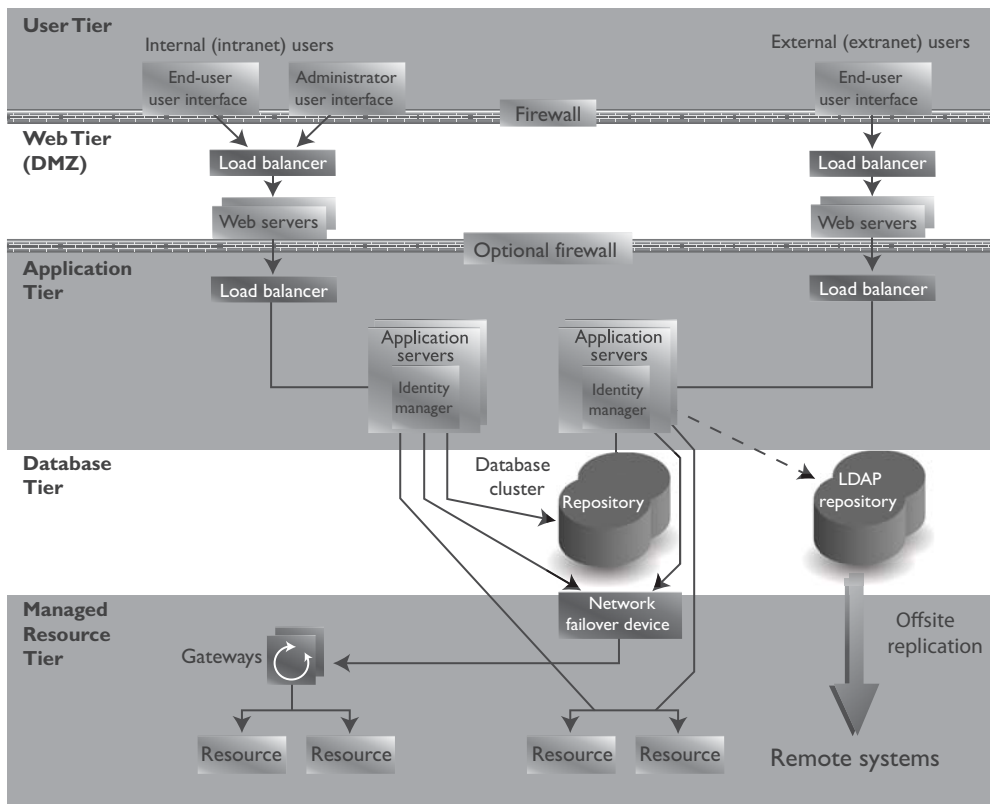 User Tier
Internal (intranet) users
External (extranet) users
End-user
user interface
Administrator
user interface
End-user
user interface
Firewall
Web Tier
(DMZ)
Load balancer
Load balancer
Web servers
Web servers
Optional firewall
Application
Tier
Load balancer
Load balancer
Application
servers
Identity
manager
Application
servers
Identity
manager
Database
Tier
Database
cluster
Repository
LDAP
repository
Managed
Resource
Tier
Network
failover device
Gateways
Offsite
replication
Resource
Resource
Resource
Resource
Remote systems